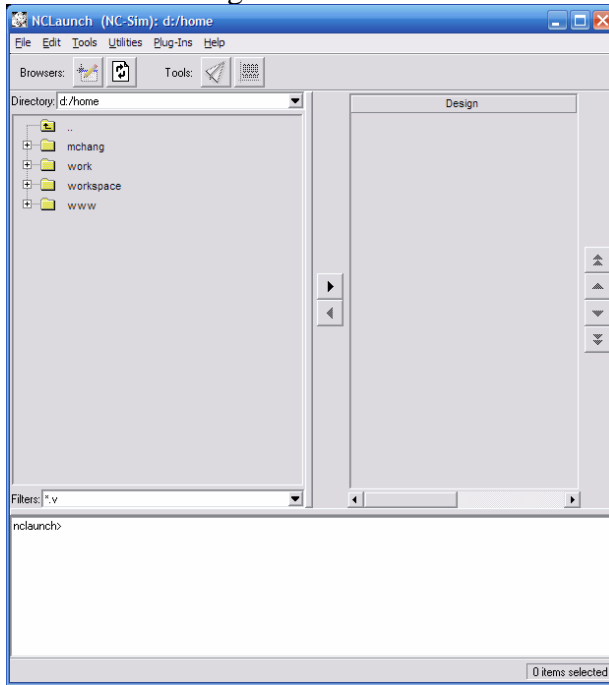 NCLaunch (NC-Sim): d:/home
File Edit Tools Utilities Plug-Ins Help
Browsers: Tools:
Directory: d:/home
Design
..
mchang
work
workspace
www
Filters: *.v
nclaunch>
0 items selected